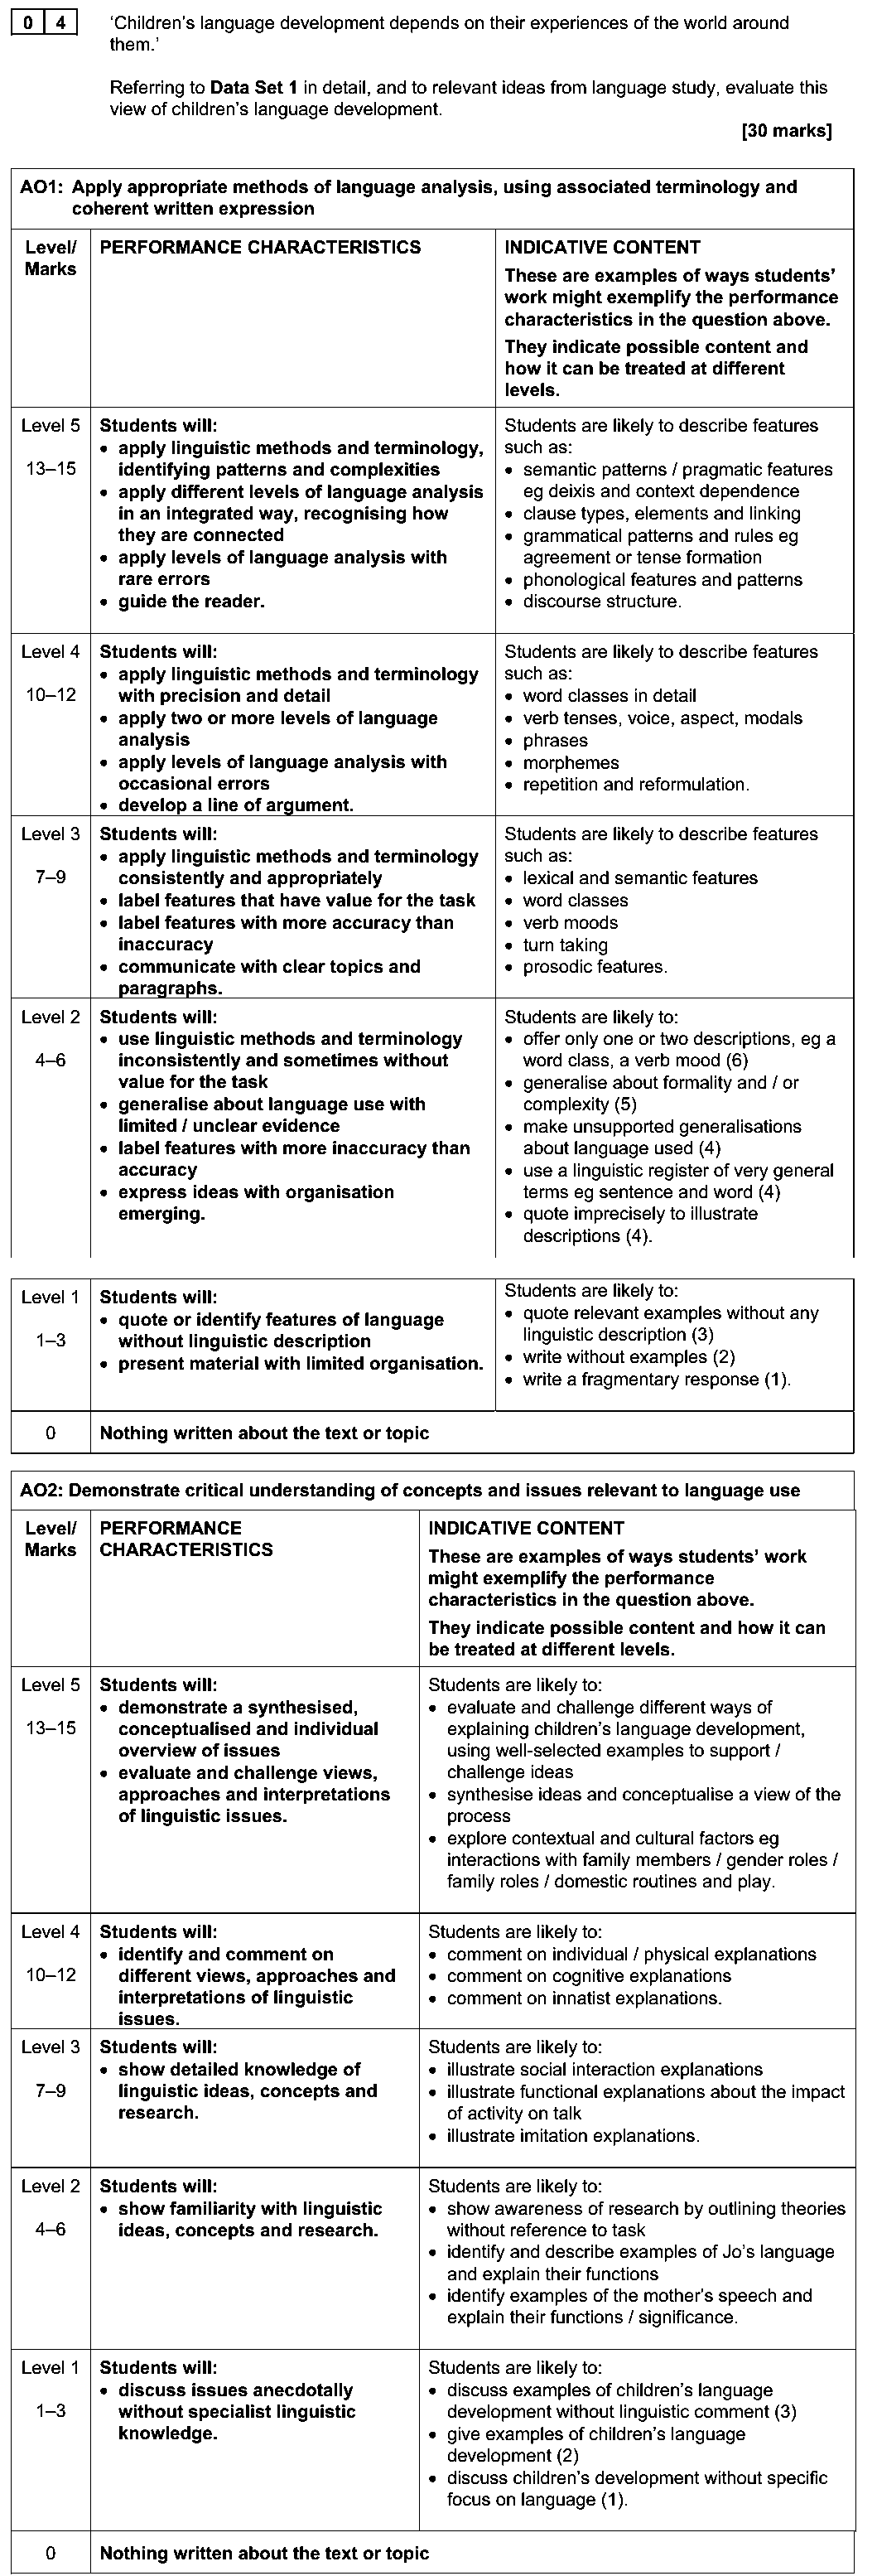 0 4
'Children's language development depends on their experiences of the world around
them.'
Referring to Data Set 1 in detail, and to relevant ideas from language study, evaluate this
view of children's language development.
[30 marks]
AO1: Apply appropriate methods of language analysis, using associated terminology and
coherent written expression
Level/
Marks
PERFORMANCE CHARACTERISTICS
INDICATIVE CONTENT
These are examples of ways students'
work might exemplify the performance
characteristics in the question above.
They indicate possible content and
how it can be treated at different
levels.
Level 5
13–15
Students will:
• apply linguistic methods and terminology,
identifying patterns and complexities
• apply different levels of language analysis
in an integrated way, recognising how
they are connected
• apply levels of language analysis with
rare errors
• guide the reader.
Students are likely to describe features
such as:
• semantic patterns / pragmatic features
eg deixis and context dependence
• clause types, elements and linking
• grammatical patterns and rules eg
agreement or tense formation
• phonological features and patterns
• discourse structure.
Level 4
10–12
Students will:
• apply linguistic methods and terminology
with precision and detail
• apply two or more levels of language
analysis
• apply levels of language analysis with
occasional errors
• develop a line of argument.
Students are likely to describe features
such as:
• word classes in detail
• verb tenses, voice, aspect, modals
• phrases
• morphemes
• repetition and reformulation.
Level 3
7–9
Students will:
• apply linguistic methods and terminology
consistently and appropriately
• label features that have value for the task
• label features with more accuracy than
inaccuracy
• communicate with clear topics and
paragraphs.
Students are likely to describe features
such as:
• lexical and semantic features
• word classes
• verb moods
• turn taking
• prosodic features.
Level 2
4–6
Students will:
• use linguistic methods and terminology
inconsistently and sometimes without
value for the task
• generalise about language use with
limited / unclear evidence
• label features with more inaccuracy than
accuracy
• express ideas with organisation
emerging.
Students are likely to:
• offer only one or two descriptions, eg a
word class, a verb mood (6)
• generalise about formality and / or
complexity (5)
• make unsupported generalisations
about language used (4)
• use a linguistic register of very general
terms eg sentence and word (4)
• quote imprecisely to illustrate
descriptions (4).
Level 1
1–3
Students will:
• quote or identify features of language
without linguistic description
• present material with limited organisation.
Students are likely to:
• quote relevant examples without any
linguistic description (3)
• write without examples (2)
• write a fragmentary response (1).
0
Nothing written about the text or topic
AO2: Demonstrate critical understanding of concepts and issues relevant to language use
Level/
Marks
PERFORMANCE
CHARACTERISTICS
INDICATIVE CONTENT
These are examples of ways students' work
might exemplify the performance
characteristics in the question above.
They indicate possible content and how it can
be treated at different levels.
Level 5
13–15
Students will:
• demonstrate a synthesised,
conceptualised and individual
overview of issues
• evaluate and challenge views,
approaches and interpretations
of linguistic issues.
Students are likely to:
• evaluate and challenge different ways of
explaining children's language development,
using well-selected examples to support /
challenge ideas
• synthesise ideas and conceptualise a view of the
process
• explore contextual and cultural factors eg
interactions with family members / gender roles /
family roles / domestic routines and play.
Level 4
10–12
Students will:
• identify and comment on
different views, approaches and
interpretations of linguistic
issues.
Students are likely to:
• comment on individual / physical explanations
• comment on cognitive explanations
• comment on innatist explanations.
Level 3
7–9
Students will:
• show detailed knowledge of
linguistic ideas, concepts and
research.
Students are likely to:
• illustrate social interaction explanations
• illustrate functional explanations about the impact
of activity on talk
• illustrate imitation explanations.
Level 2
4–6
Students will:
• show familiarity with linguistic
ideas, concepts and research.
Students are likely to:
• show awareness of research by outlining theories
without reference to task
• identify and describe examples of Jo's language
and explain their functions
• identify examples of the mother's speech and
explain their functions / significance.
Level 1
1–3
Students will:
• discuss issues anecdotally
without specialist linguistic
knowledge.
Students are likely to:
• discuss examples of children's language
development without linguistic comment (3)
• give examples of children's language
development (2)
• discuss children's development without specific
focus on language (1).
0
Nothing written about the text or topic